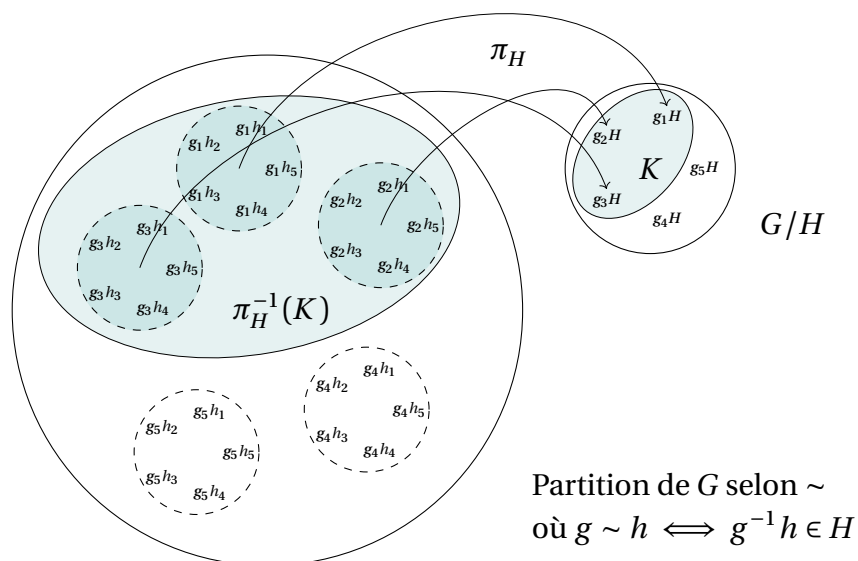 π_H
g₁h₁
g₁h₂
g₁h₃
g₁h₄
g₁h₅
g₂h₁
g₂h₂
g₂h₃
g₂h₄
g₂h₅
g₃h₁
g₃h₂
g₃h₃
g₃h₄
g₃h₅
π_H⁻¹(K)
g₄h₁
g₄h₂
g₄h₃
g₄h₄
g₄h₅
g₅h₁
g₅h₂
g₅h₃
g₅h₄
g₅h₅
g₁H
g₂H
g₃H
K
g₅H
g₄H
G/H
Partition de G selon ~
où g ~ h ⟺ g⁻¹h ∈ H